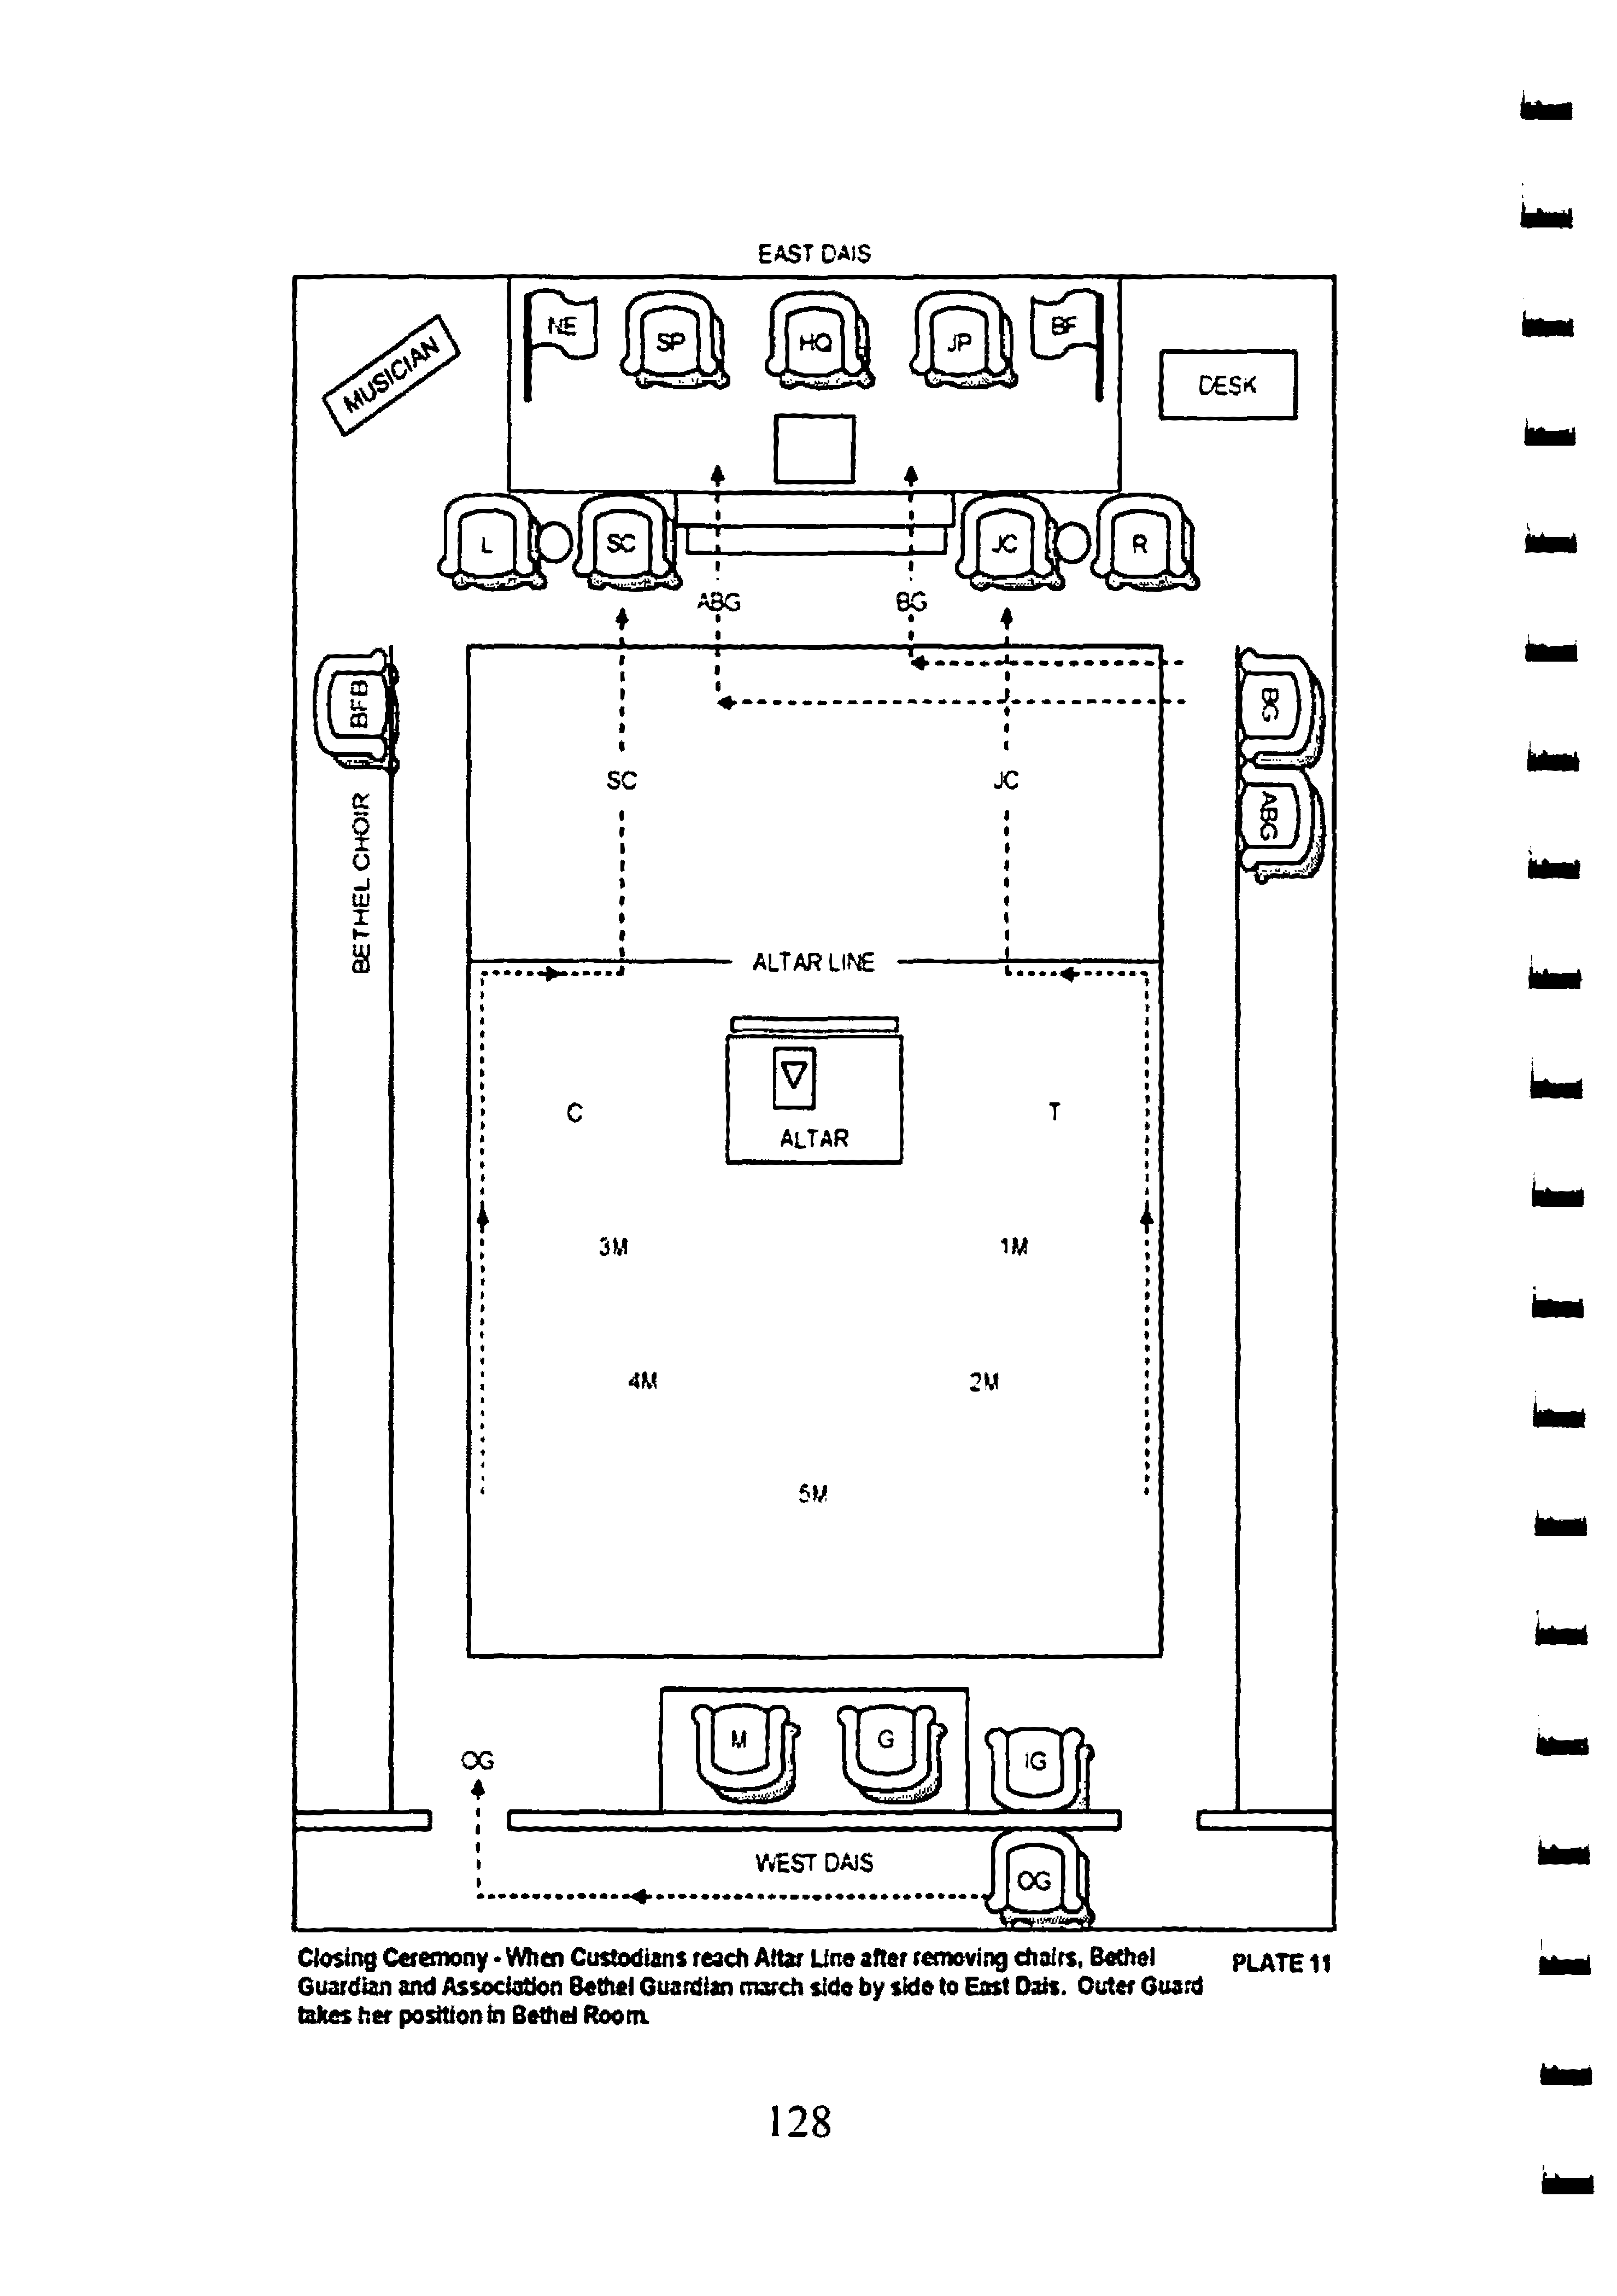 EAST DAIS
NE SP HQ JP BF
MUSICIAN
DESK
L SC JC R
ABG BG
BFB
BG
SC JC
ABG
BETHEL CHOIR
ALTAR LINE
C T
ALTAR
3M 1M
4M 2M
5M
M G
IG
OG
WEST DAIS
OG
Closing Ceremony - When Custodians reach Altar Line after removing chairs, Bethel
Guardian and Association Bethel Guardian march side by side to East Dais. Outer Guard
takes her position in Bethel Room.
PLATE 11
128